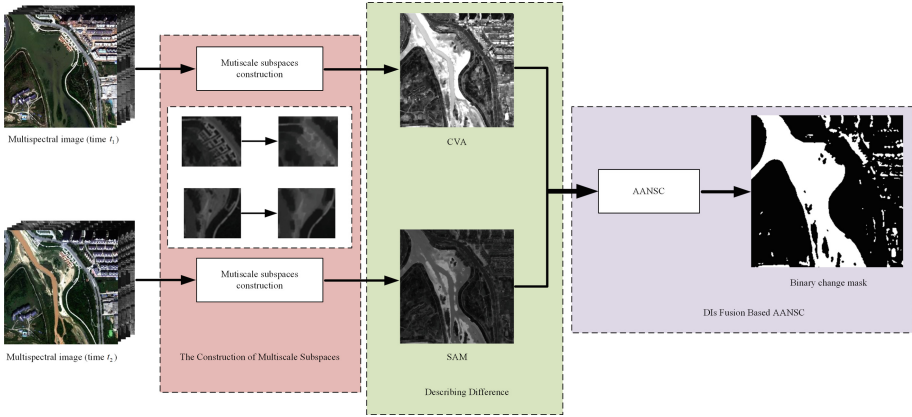 Multispectral image (time t1)
Mutiscale subspaces
construction
CVA
AANSC
Binary change mask
DIs Fusion Based AANSC
Multispectral image (time t2)
Mutiscale subspaces
construction
The Construction of Multiscale Subspaces
SAM
Describing Difference